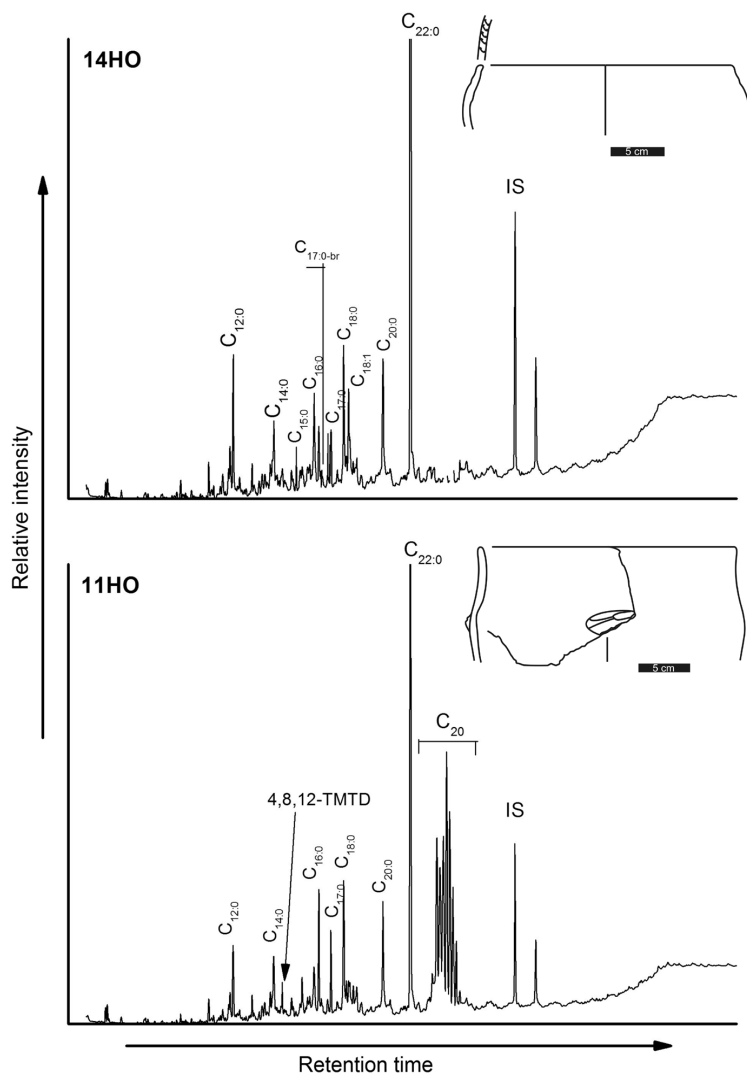 14HO
C22:0
5 cm
IS
C17:0-br
C12:0
C14:0
C15:0
C16:0
C17:0
C18:0
C18:1
C20:0
Relative intensity
11HO
C22:0
5 cm
C20
IS
4,8,12-TMTD
C12:0
C14:0
C16:0
C17:0
C18:0
C20:0
Retention time